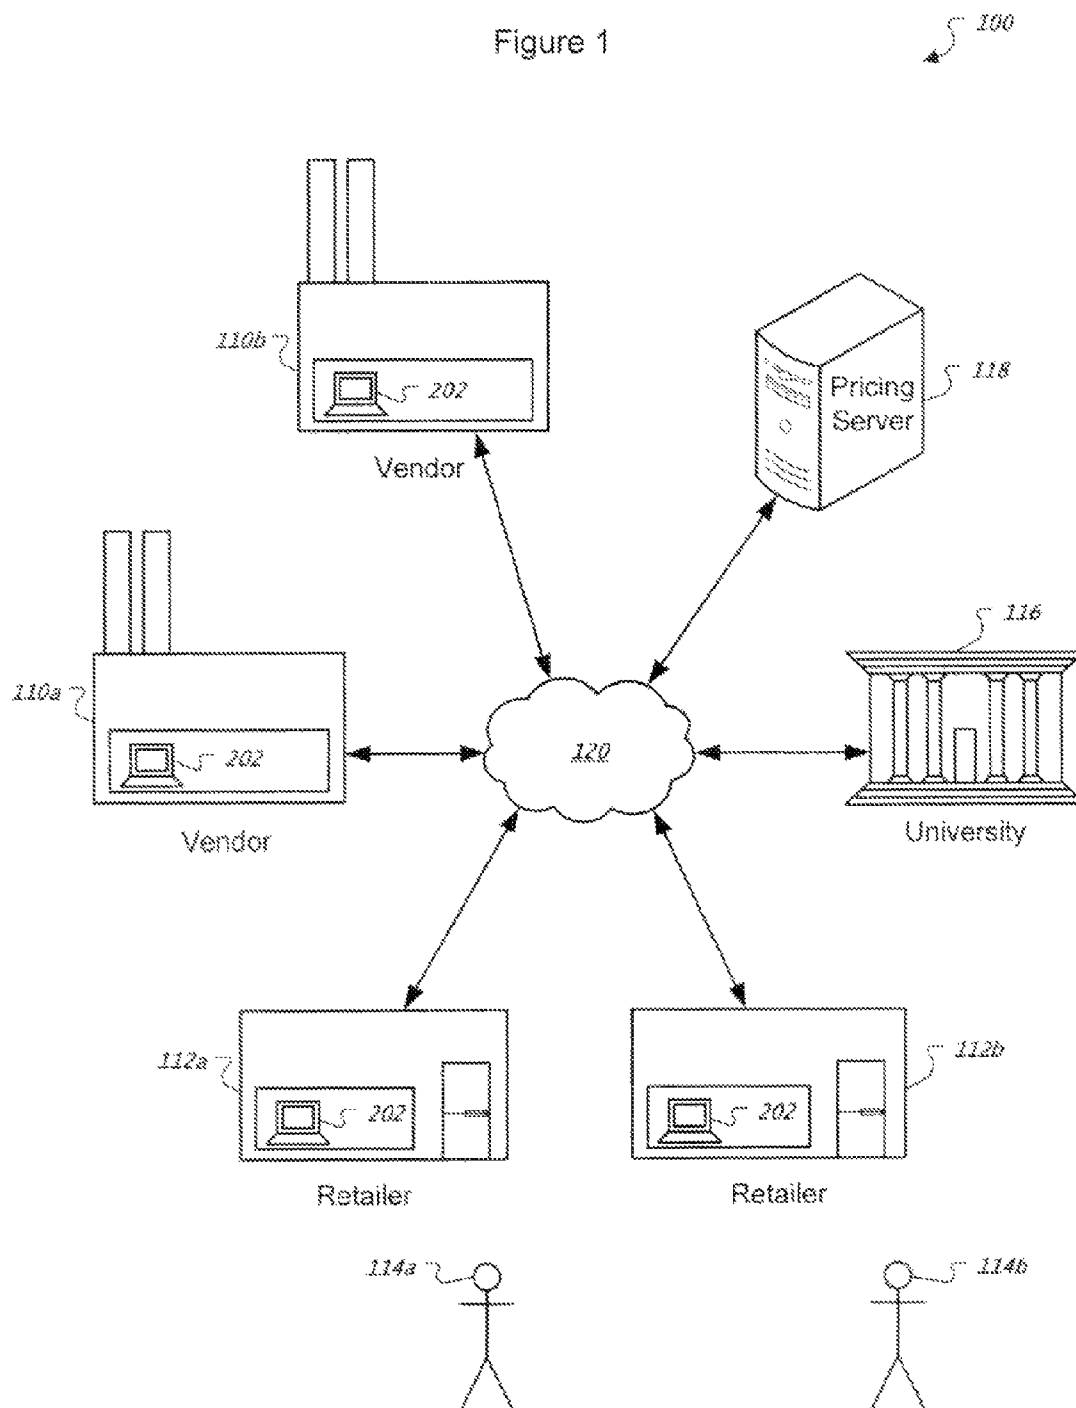 Figure 1
100
110b
202
Vendor
Pricing
Server
118
116
110a
202
Vendor
120
University
112a
202
Retailer
112b
202
Retailer
114a
114b